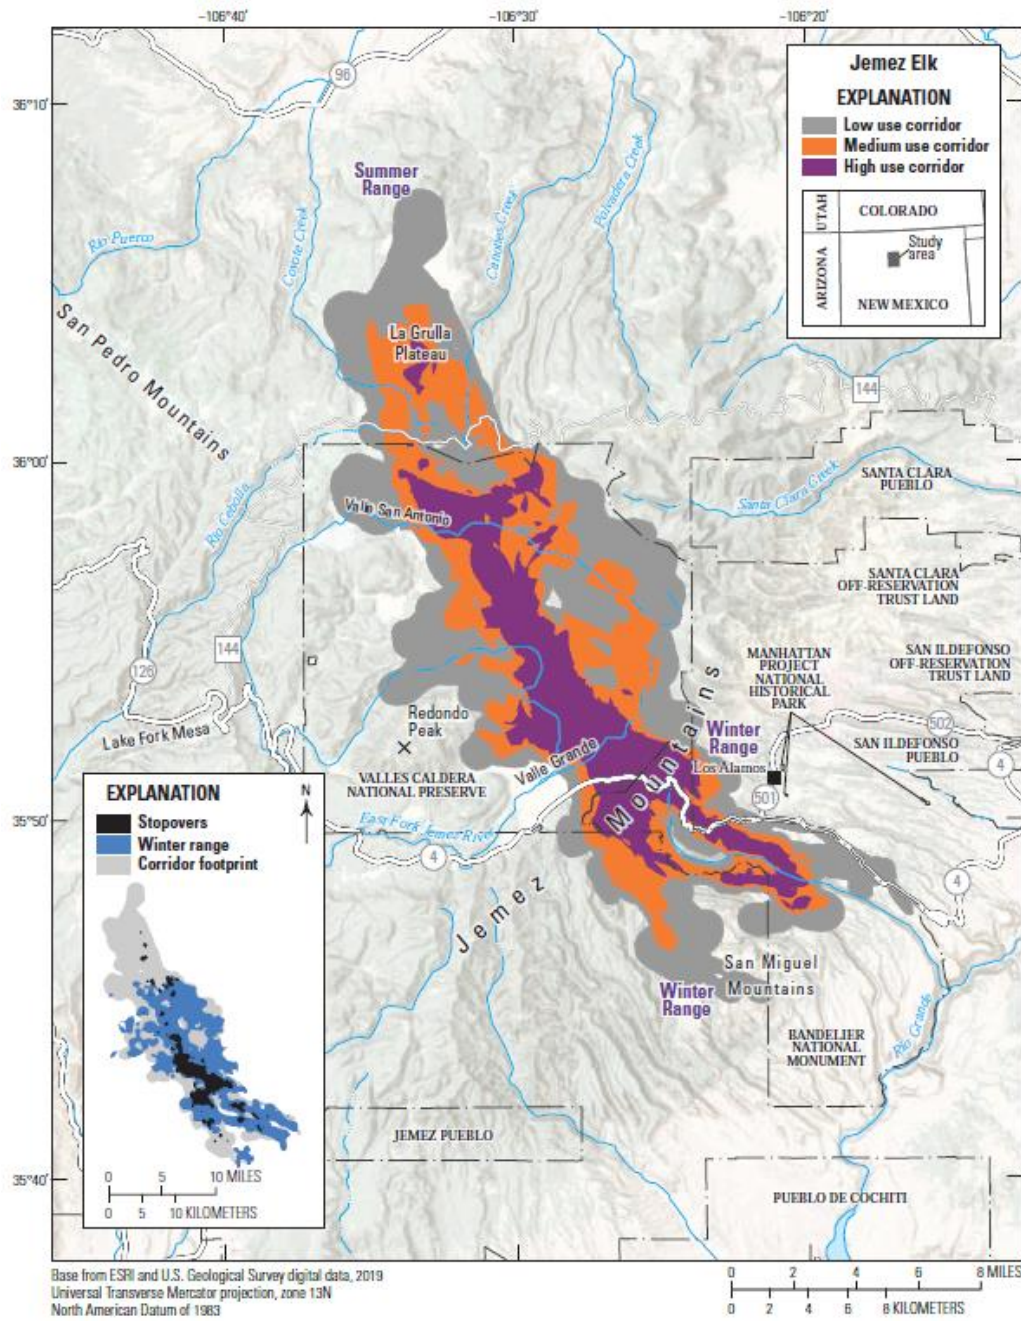 –106°40'
–106°30'
–106°20'
36°10'
36°00'
35°50'
35°40'
Jemez Elk
EXPLANATION
Low use corridor
Medium use corridor
High use corridor
UTAH
COLORADO
ARIZONA
Study
area
NEW MEXICO
96
Summer
Range
Rio Puerco
Coyote Creek
Cañones Creek
Polvadera Creek
La Grulla
Plateau
San Pedro Mountains
144
SANTA CLARA
PUEBLO
Santa Clara Creek
Rio Cebolla
Valle San Antonio
SANTA CLARA
OFF-RESERVATION
TRUST LAND
144
126
MANHATTAN
PROJECT
NATIONAL
HISTORICAL
PARK
SAN ILDEFONSO
OFF-RESERVATION
TRUST LAND
Lake Fork Mesa
Redondo
Peak
Winter
Range
502
SAN ILDEFONSO
PUEBLO
Los Alamos
4
501
Valle Grande
VALLES CALDERA
NATIONAL PRESERVE
East Fork Jemez River
4
4
Jemez Mountains
San Miguel
Mountains
Winter
Range
Rio Grande
BANDELIER
NATIONAL
MONUMENT
JEMEZ PUEBLO
PUEBLO DE COCHITI
EXPLANATION
Stopovers
Winter range
Corridor footprint
N
0 5 10 MILES
0 5 10 KILOMETERS
Base from ESRI and U.S. Geological Survey digital data, 2019
Universal Transverse Mercator projection, zone 13N
North American Datum of 1983
0 2 4 6 8 MILES
0 2 4 6 8 KILOMETERS